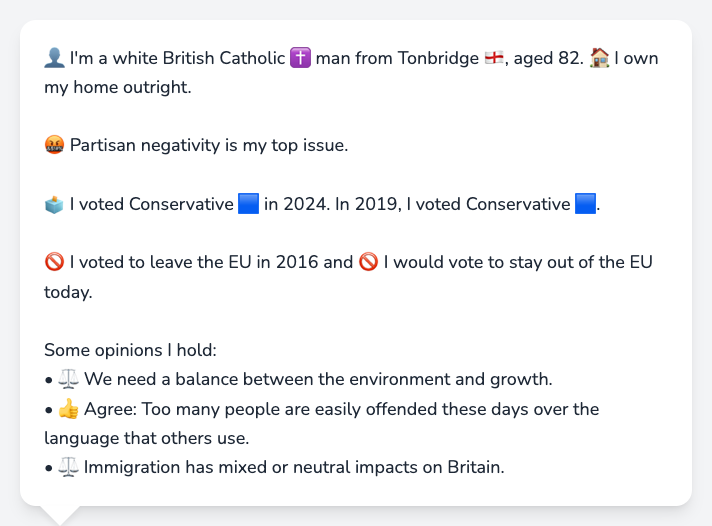 👤 I'm a white British Catholic ✝️ man from Tonbridge 🏴󠁧󠁢󠁥󠁮󠁧󠁿, aged 82. 🏠 I own
my home outright.
🤬 Partisan negativity is my top issue.
🗳️ I voted Conservative 🟦 in 2024. In 2019, I voted Conservative 🟦.
🚫 I voted to leave the EU in 2016 and 🚫 I would vote to stay out of the EU
today.
Some opinions I hold:
• ⚖️ We need a balance between the environment and growth.
• 👍 Agree: Too many people are easily offended these days over the
language that others use.
• ⚖️ Immigration has mixed or neutral impacts on Britain.